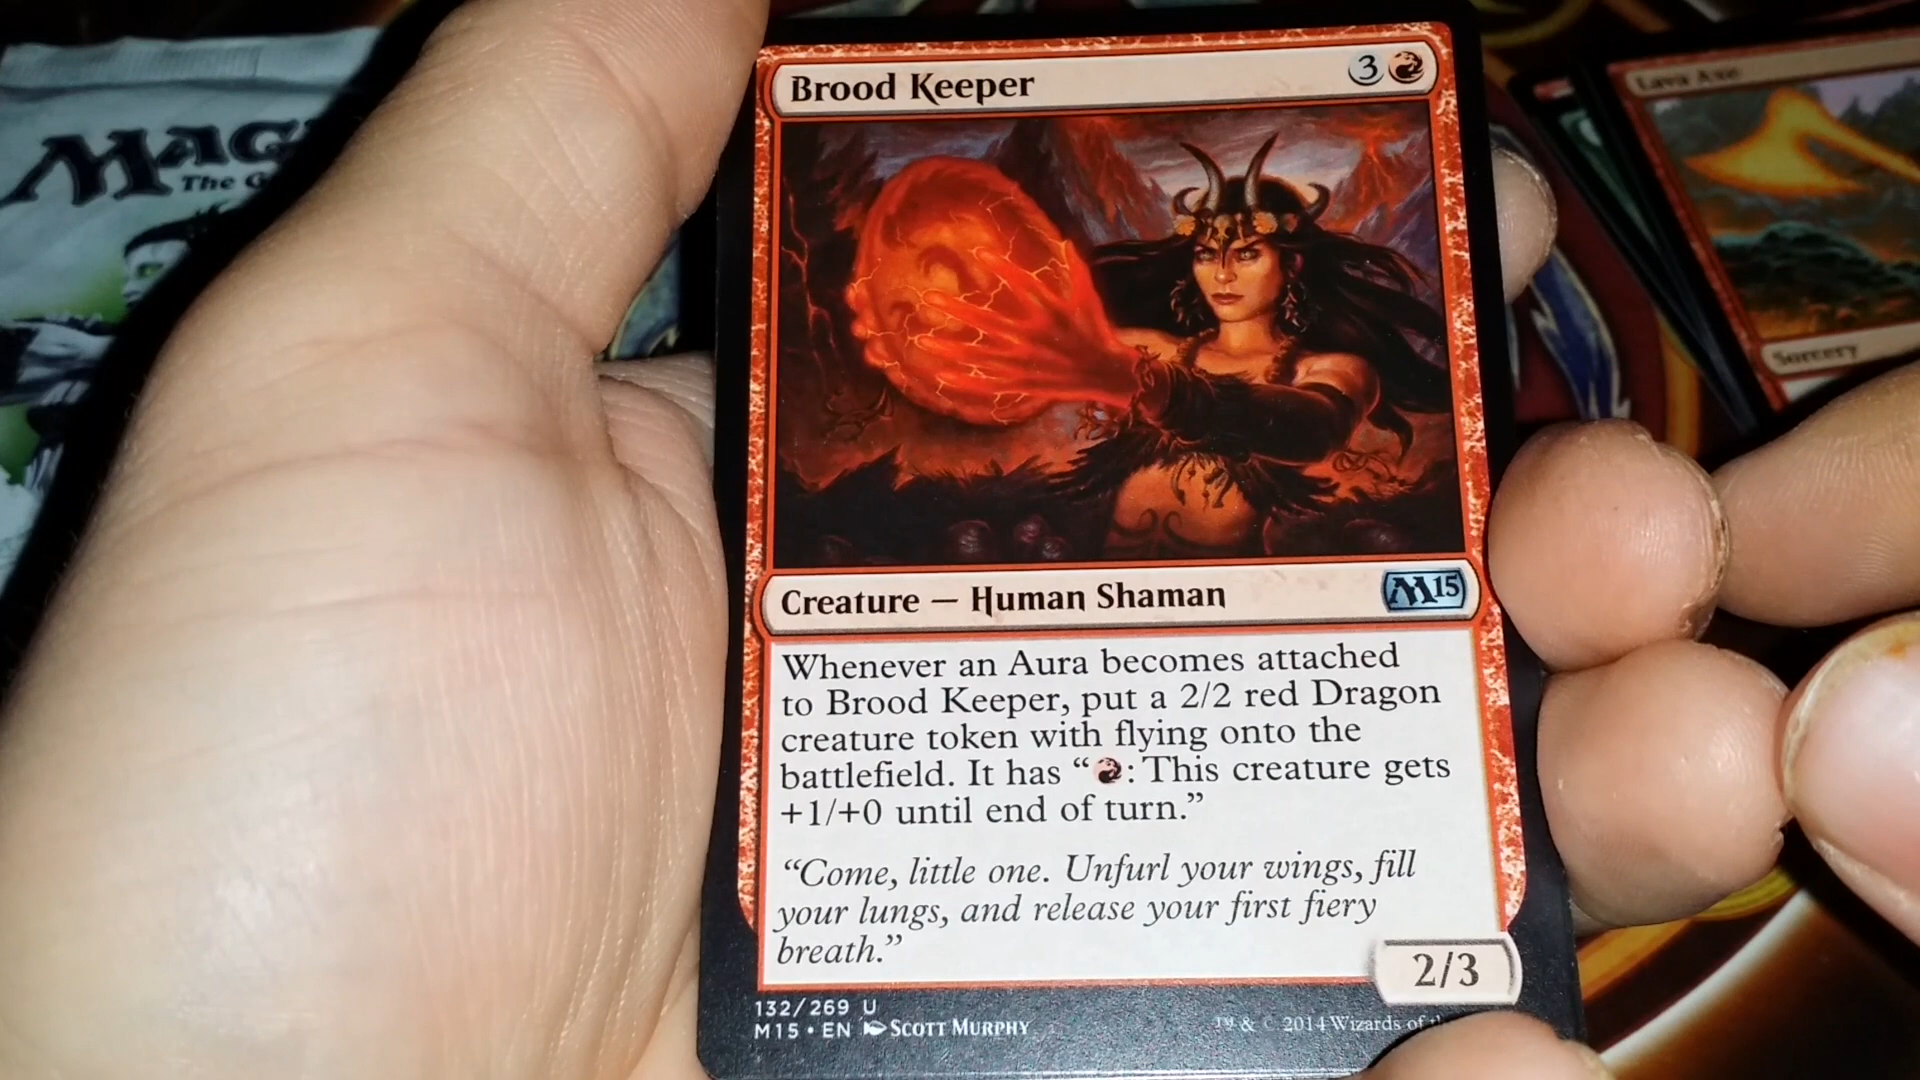 Brood Keeper
3
Creature — Human Shaman
M15
Whenever an Aura becomes attached
to Brood Keeper, put a 2/2 red Dragon
creature token with flying onto the
battlefield. It has “ : This creature gets
+1/+0 until end of turn.”
“Come, little one. Unfurl your wings, fill
your lungs, and release your first fiery
breath.”
2/3
132/269 U
M15 • EN SCOTT MURPHY
™ & © 2014 Wizards of
The
Lava Axe
Sorcery